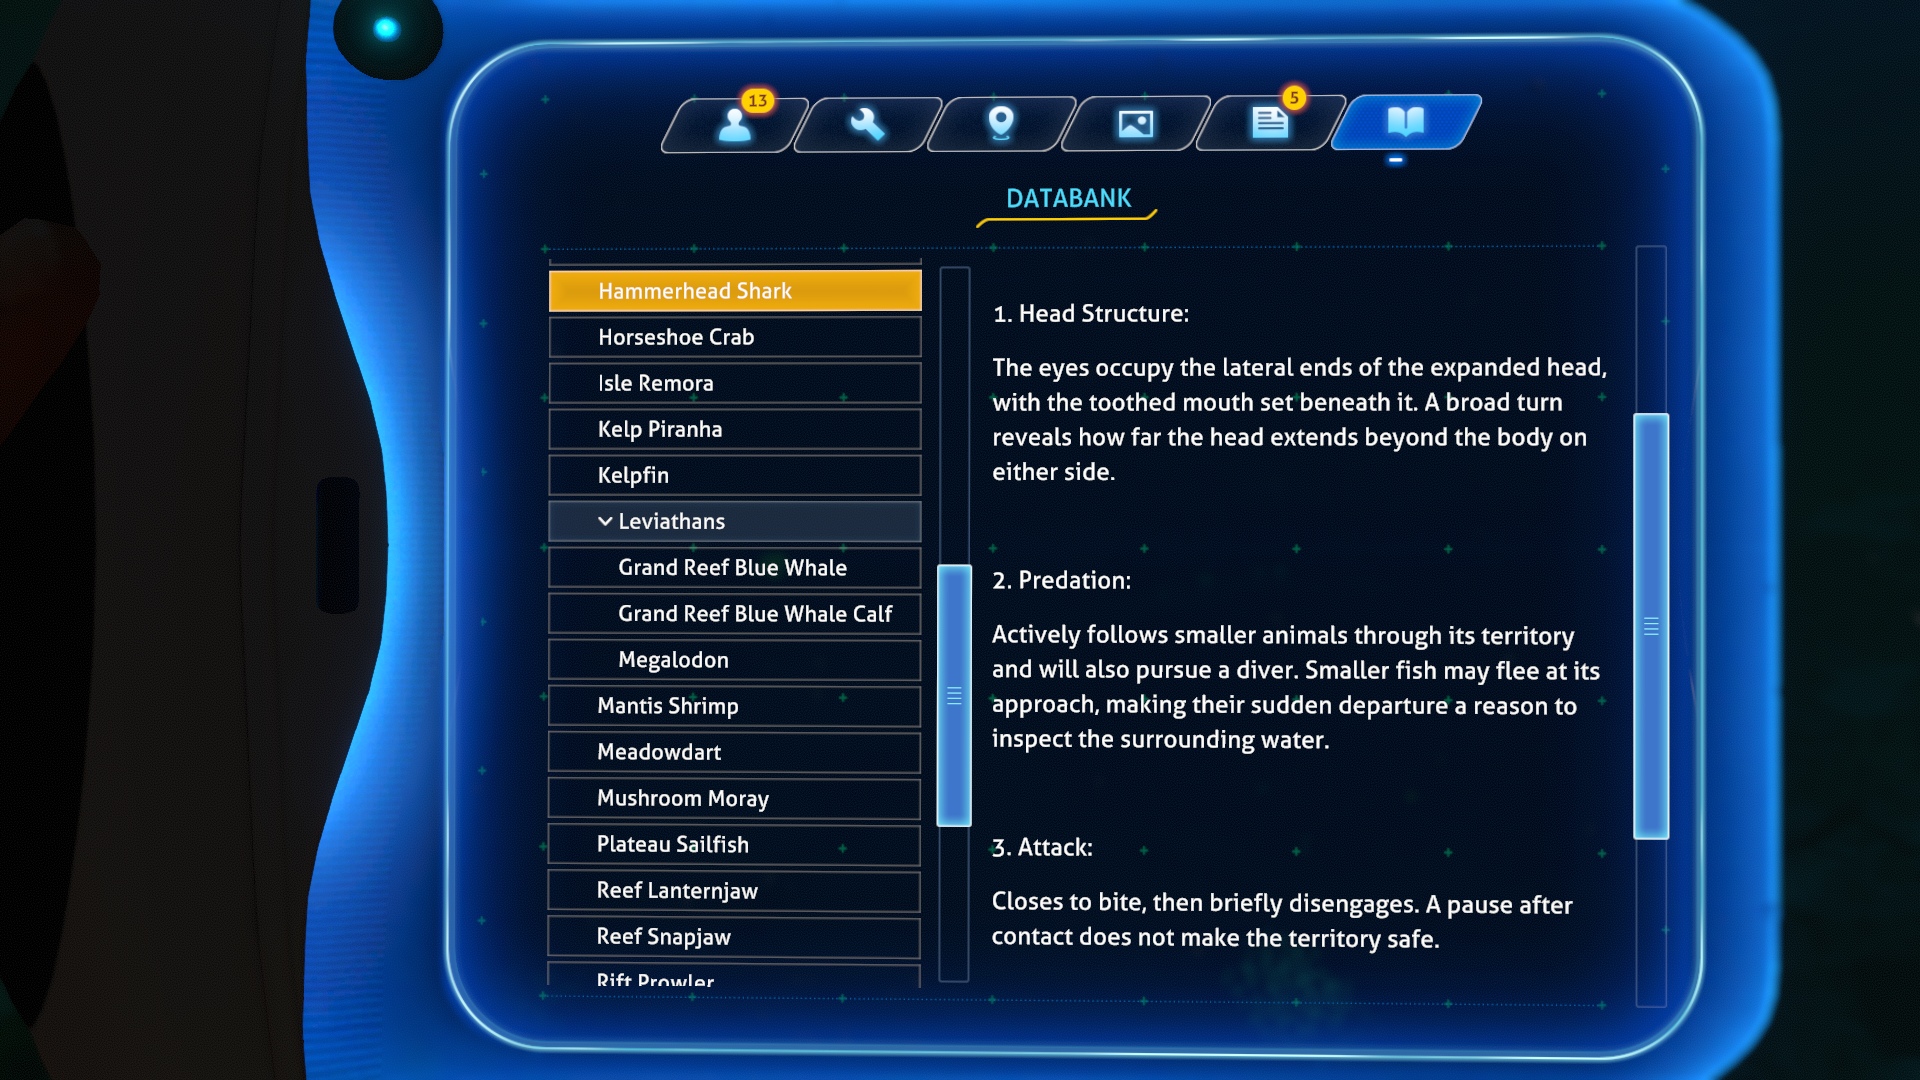 13
5
DATABANK
Hammerhead Shark
Horseshoe Crab
Isle Remora
Kelp Piranha
Kelpfin
Leviathans
Grand Reef Blue Whale
Grand Reef Blue Whale Calf
Megalodon
Mantis Shrimp
Meadowdart
Mushroom Moray
Plateau Sailfish
Reef Lanternjaw
Reef Snapjaw
Rift Prowler
1. Head Structure:
The eyes occupy the lateral ends of the expanded head,
with the toothed mouth set beneath it. A broad turn
reveals how far the head extends beyond the body on
either side.
2. Predation:
Actively follows smaller animals through its territory
and will also pursue a diver. Smaller fish may flee at its
approach, making their sudden departure a reason to
inspect the surrounding water.
3. Attack:
Closes to bite, then briefly disengages. A pause after
contact does not make the territory safe.